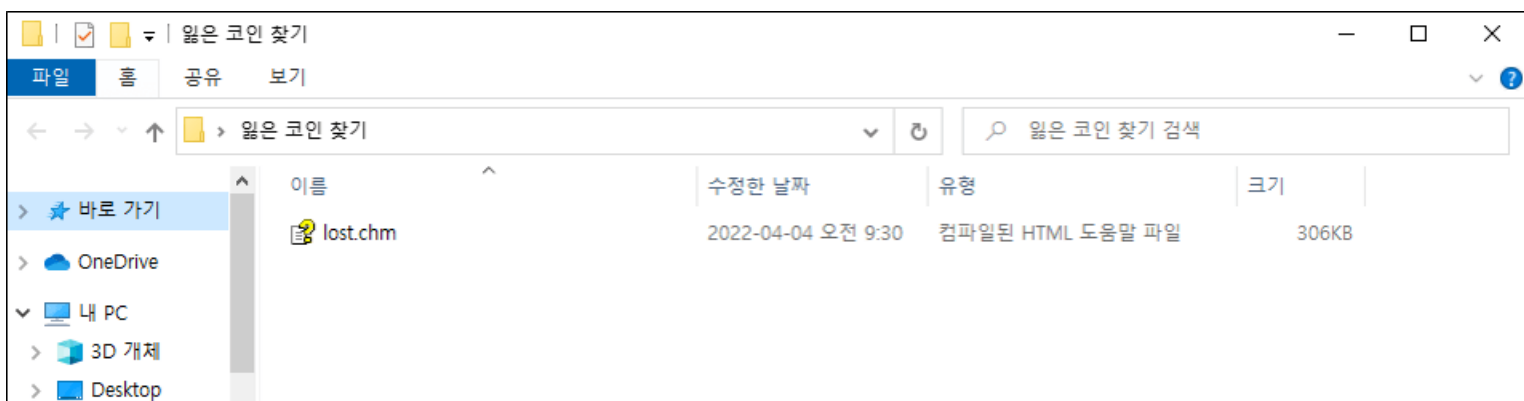 잃은 코인 찾기
파일 홈 공유 보기
잃은 코인 찾기
잃은 코인 찾기 검색
이름 수정한 날짜 유형 크기
바로 가기
lost.chm 2022-04-04 오전 9:30 컴파일된 HTML 도움말 파일 306KB
OneDrive
내 PC
3D 개체
Desktop